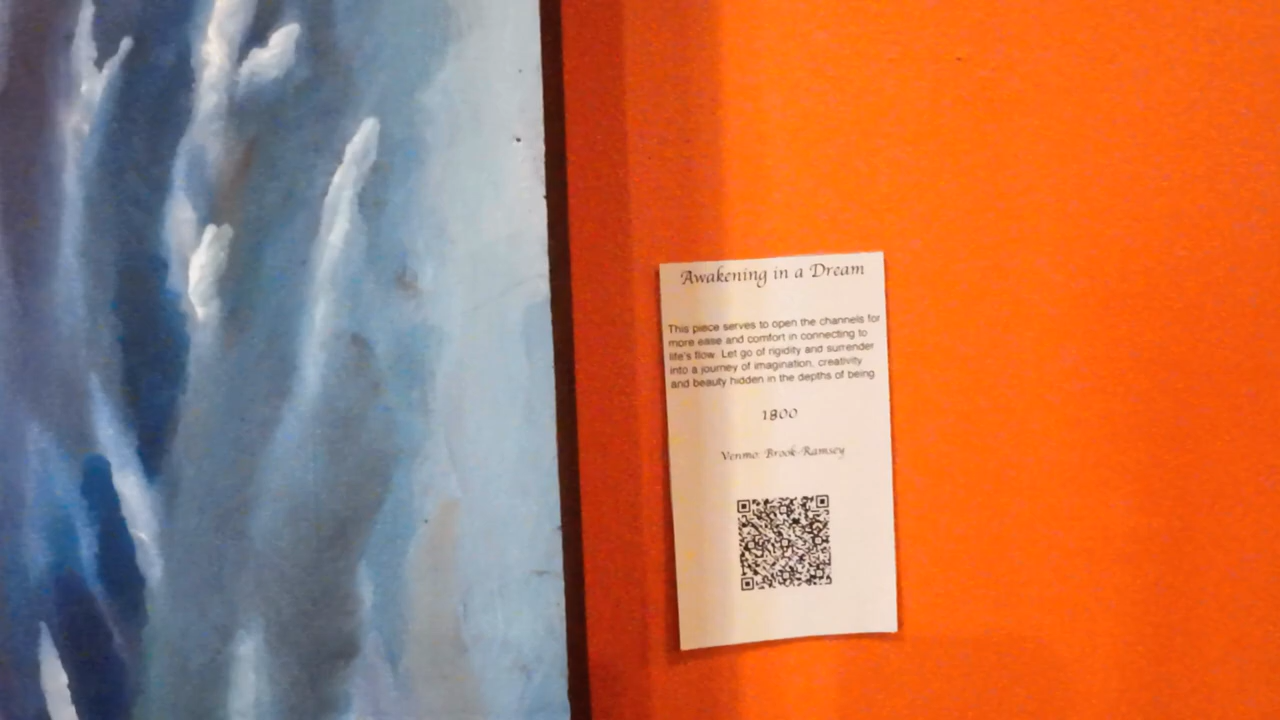 Awakening in a Dream
This piece serves to open the channels for
more ease and comfort in connecting to
life's flow. Let go of rigidity and surrender
into a journey of imagination, creativity
and beauty hidden in the depths of being.
1800
Venmo: Brook-Ramsey